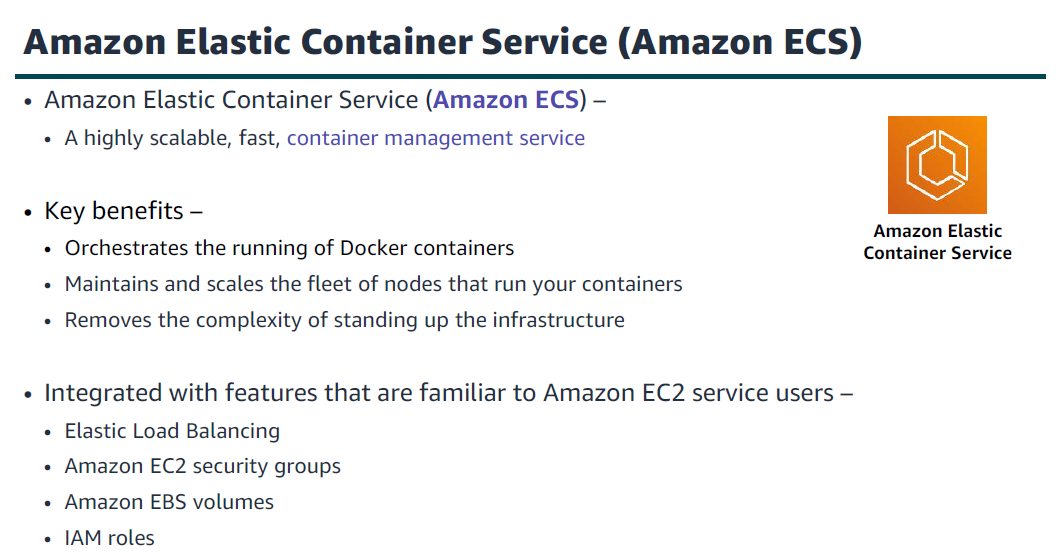 Amazon Elastic Container Service (Amazon ECS)
• Amazon Elastic Container Service (Amazon ECS) –
• A highly scalable, fast, container management service
• Key benefits –
• Orchestrates the running of Docker containers
• Maintains and scales the fleet of nodes that run your containers
• Removes the complexity of standing up the infrastructure
Amazon Elastic
Container Service
• Integrated with features that are familiar to Amazon EC2 service users –
• Elastic Load Balancing
• Amazon EC2 security groups
• Amazon EBS volumes
• IAM roles